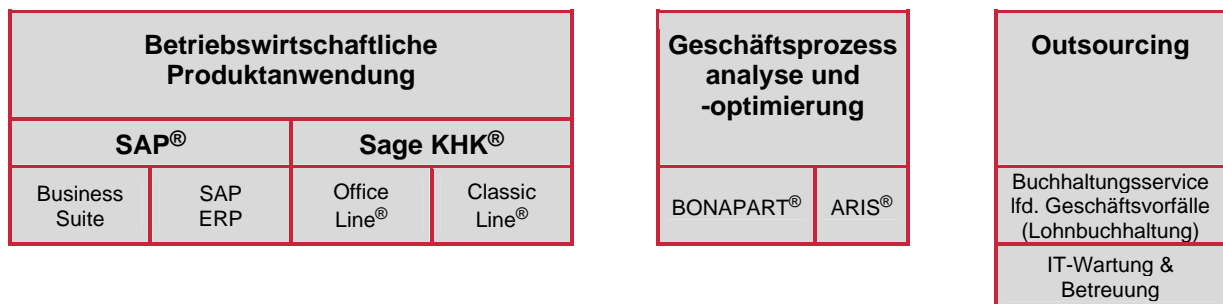 Betriebswirtschaftliche
Produktanwendung
SAP®
Sage KHK®
Business
Suite
SAP
ERP
Office
Line®
Classic
Line®
Geschäftsprozess
analyse und
-optimierung
BONAPART®
ARIS®
Outsourcing
Buchhaltungsservice
lfd. Geschäftsvorfälle
(Lohnbuchhaltung)
IT-Wartung &
Betreuung